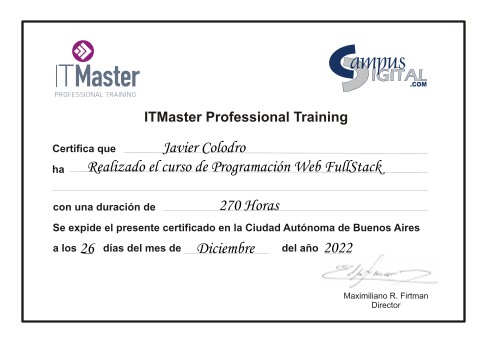 ITMaster
PROFESSIONAL TRAINING
Campus
DIGITAL
.COM
ITMaster Professional Training
Certifica que Javier Colodro
ha Realizado el curso de Programación Web FullStack
con una duración de 270 Horas
Se expide el presente certificado en la Ciudad Autónoma de Buenos Aires
a los 26 días del mes de Diciembre del año 2022
Maximiliano R. Firtman
Director